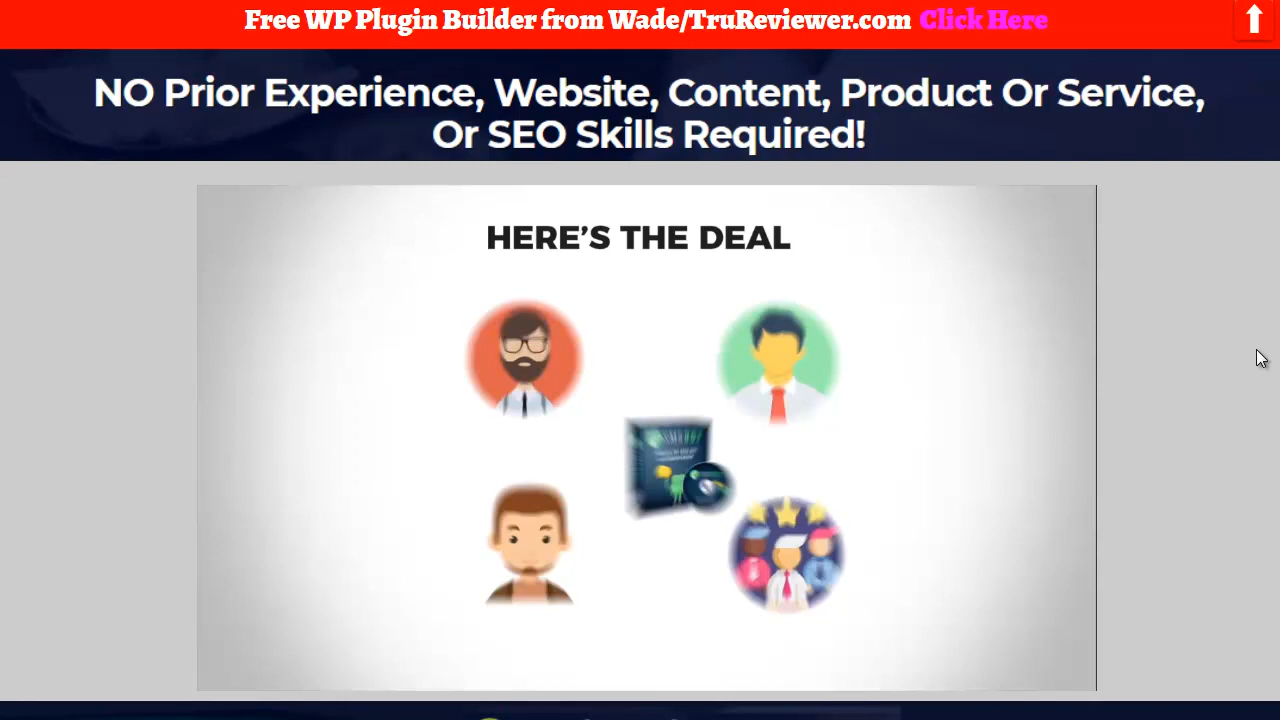 Free WP Plugin Builder from Wade/TruReviewer.com Click Here
NO Prior Experience, Website, Content, Product Or Service,
Or SEO Skills Required!
HERE'S THE DEAL